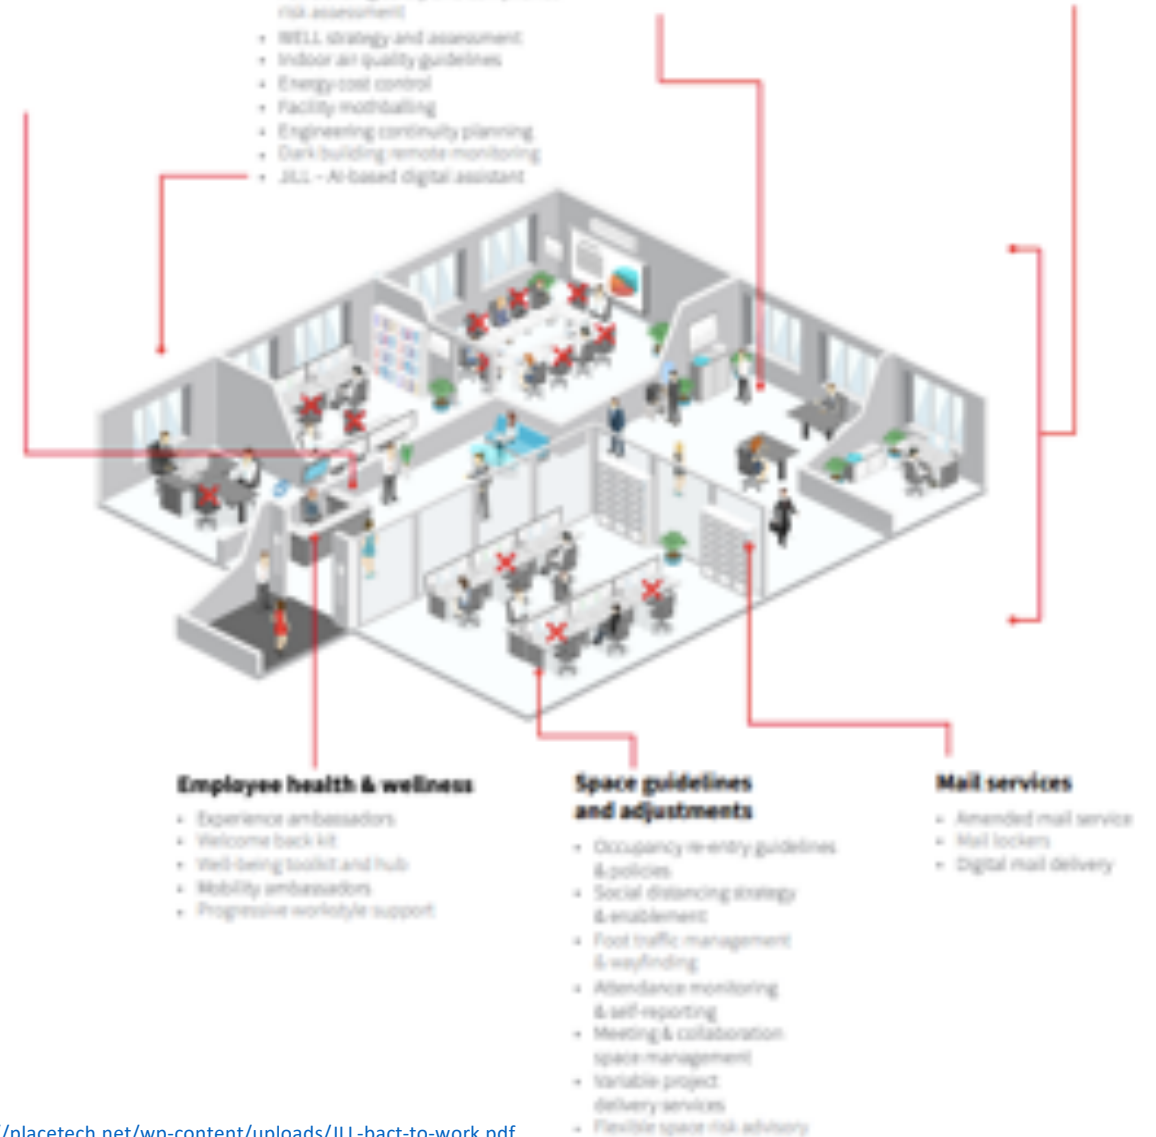 risk assessment
• WELL strategy and assessment
• Indoor air quality guidelines
• Energy cost control
• Facility mothballing
• Engineering continuity planning
• Dark building remote monitoring
• JiLL – AI-based digital assistant
Employee health & wellness
• Experience ambassadors
• Welcome back kit
• Well-being toolkit and hub
• Mobility ambassadors
• Progressive workstyle support
Space guidelines
and adjustments
• Occupancy re-entry guidelines
& policies
• Social distancing strategy
& enablement
• Foot traffic management
& wayfinding
• Attendance monitoring
& self-reporting
• Meeting & collaboration
space management
• Variable project
delivery services
• Flexible space risk advisory
Mail services
• Amended mail service
• Mail lockers
• Digital mail delivery
//placetech.net/wp-content/uploads/JLL-bact-to-work.pdf